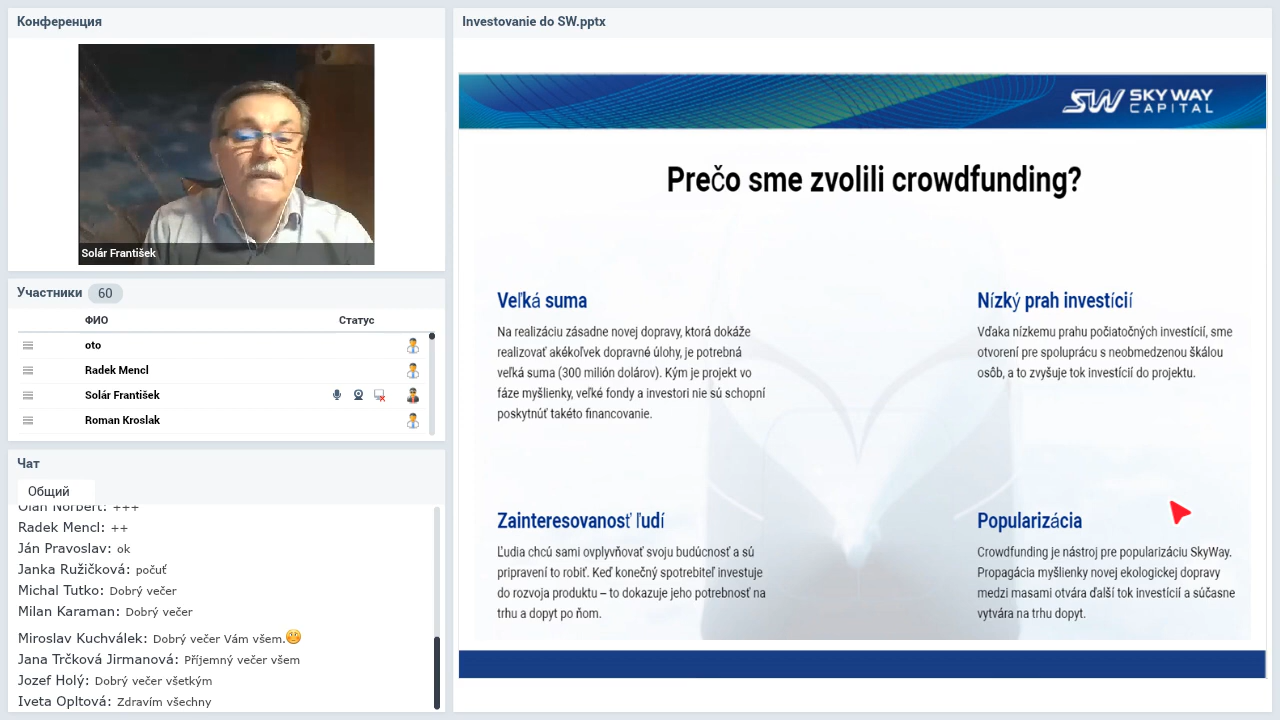 Конференция
Solár František
Участники 60
ФИО Статус
oto
Radek Mencl
Solár František
Roman Kroslak
Чат
Общий
Olah Norbert: +++
Radek Mencl: ++
Ján Pravoslav: ok
Janka Ružičková: počuť
Michal Tutko: Dobrý večer
Milan Karaman: Dobrý večer
Miroslav Kuchválek: Dobrý večer Vám všem.
Jana Trčková Jirmanová: Příjemný večer všem
Jozef Holý: Dobrý večer všetkým
Iveta Opltová: Zdravím všechny
Investovanie do SW.pptx
SW SKY WAY
CAPITAL
Prečo sme zvolili crowdfunding?
Veľká suma
Na realizáciu zásadne novej dopravy, ktorá dokáže
realizovať akékoľvek dopravné úlohy, je potrebná
veľká suma (300 milión dolárov). Kým je projekt vo
fáze myšlienky, veľké fondy a investori nie sú schopní
poskytnúť takéto financovanie.
Nízký prah investícií
Vďaka nízkemu prahu počiatočných investícií, sme
otvorení pre spoluprácu s neobmedzenou škálou
osôb, a to zvyšuje tok investícií do projektu.
Zainteresovanosť ľudí
Ľudia chcú sami ovplyvňovať svoju budúcnosť a sú
pripravení to robiť. Keď konečný spotrebiteľ investuje
do rozvoja produktu – to dokazuje jeho potrebnosť na
trhu a dopyt po ňom.
Popularizácia
Crowdfunding je nástroj pre popularizáciu SkyWay.
Propagácia myšlienky novej ekologickej dopravy
medzi masami otvára ďalší tok investícií a súčasne
vytvára na trhu dopyt.